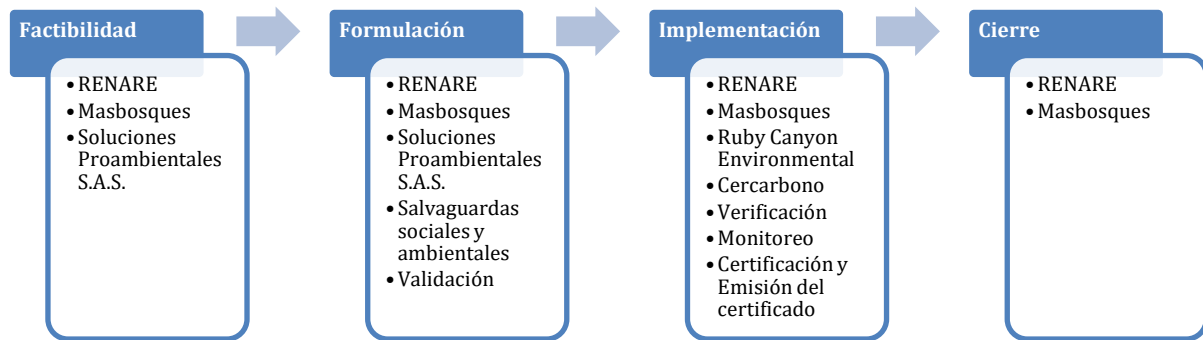 Factibilidad
• RENARE
• Masbosques
• Soluciones
Proambientales
S.A.S.
Formulación
• RENARE
• Masbosques
• Soluciones
Proambientales
S.A.S.
• Salvaguardas
sociales y
ambientales
• Validación
Implementación
• RENARE
• Masbosques
• Ruby Canyon
Environmental
• Cercarbono
• Verificación
• Monitoreo
• Certificación y
Emisión del
certificado
Cierre
• RENARE
• Masbosques